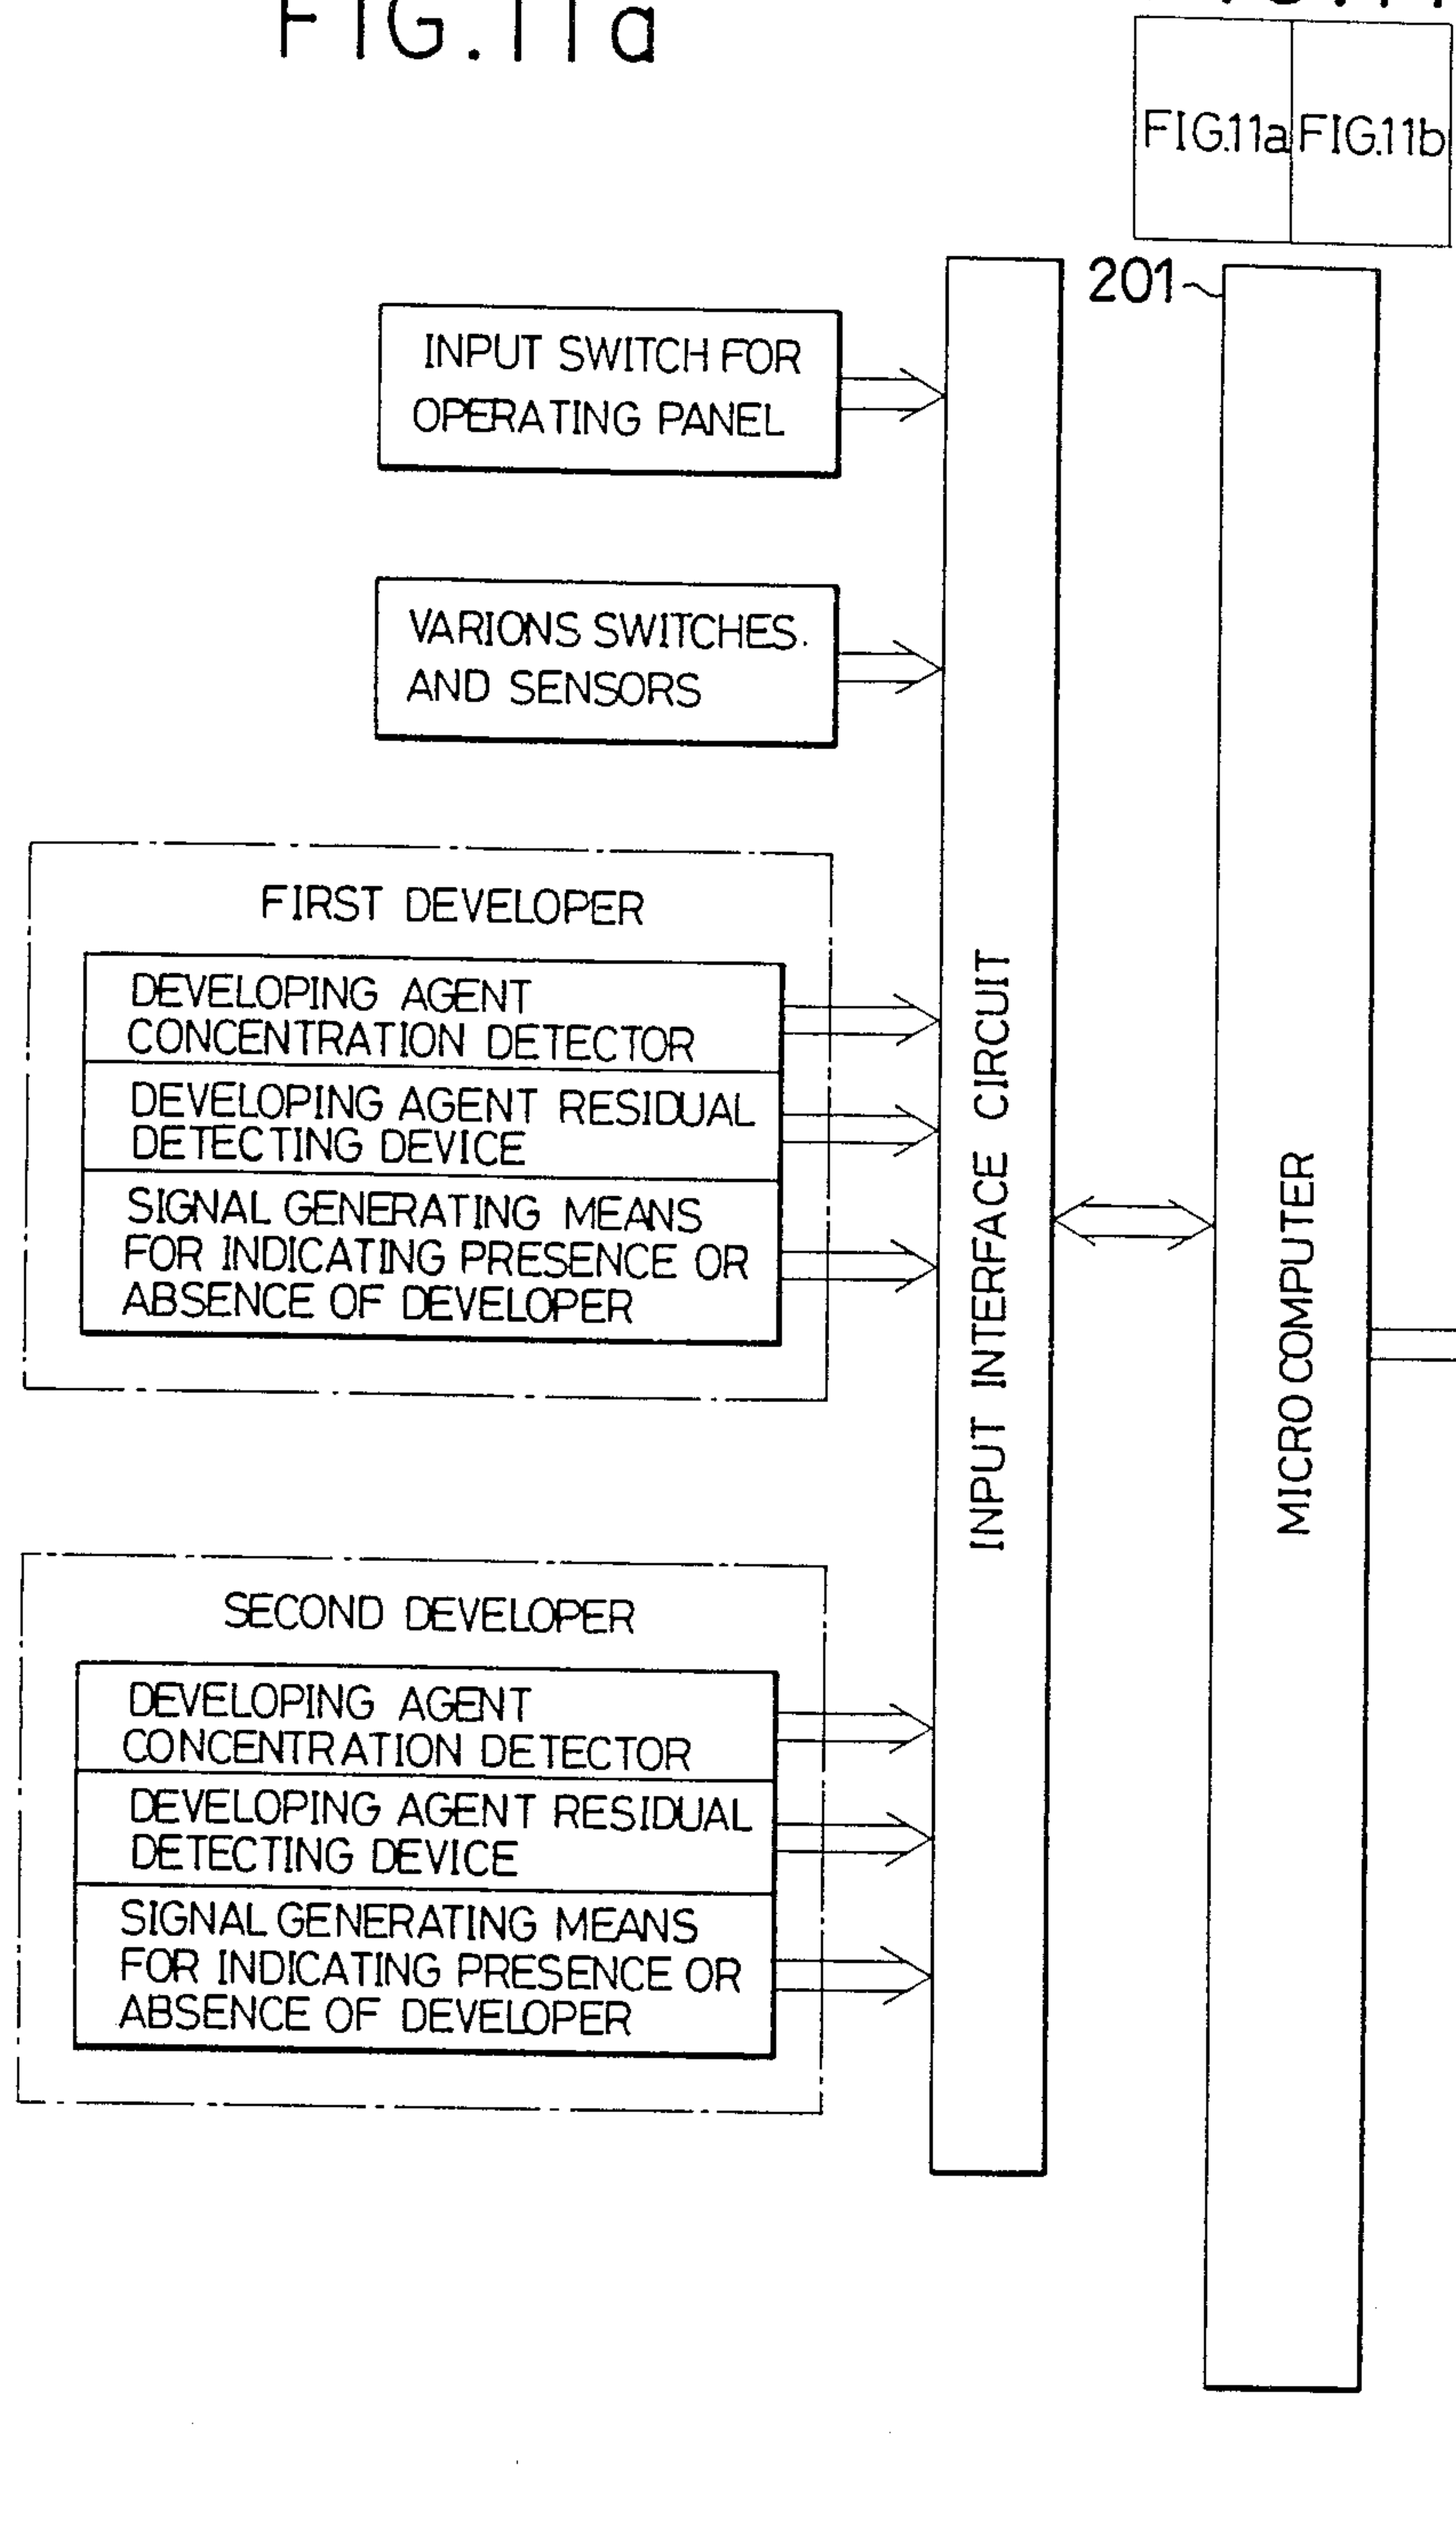 FIG.11a
FIG.11a FIG.11b
201
INPUT SWITCH FOR
OPERATING PANEL
VARIONS SWITCHES.
AND SENSORS
FIRST DEVELOPER
DEVELOPING AGENT
CONCENTRATION DETECTOR
DEVELOPING AGENT RESIDUAL
DETECTING DEVICE
SIGNAL GENERATING MEANS
FOR INDICATING PRESENCE OR
ABSENCE OF DEVELOPER
SECOND DEVELOPER
DEVELOPING AGENT
CONCENTRATION DETECTOR
DEVELOPING AGENT RESIDUAL
DETECTING DEVICE
SIGNAL GENERATING MEANS
FOR INDICATING PRESENCE OR
ABSENCE OF DEVELOPER
INPUT INTERFACE CIRCUIT
MICROCOMPUTER